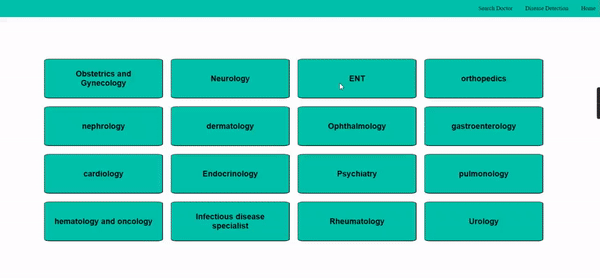 Search Doctor Disease Detection Home
Obstetrics and
Gynecology
Neurology
ENT
orthopedics
nephrology
dermatology
Ophthalmology
gastroenterology
cardiology
Endocrinology
Psychiatry
pulmonology
hematology and oncology
Infectious disease
specialist
Rheumatology
Urology